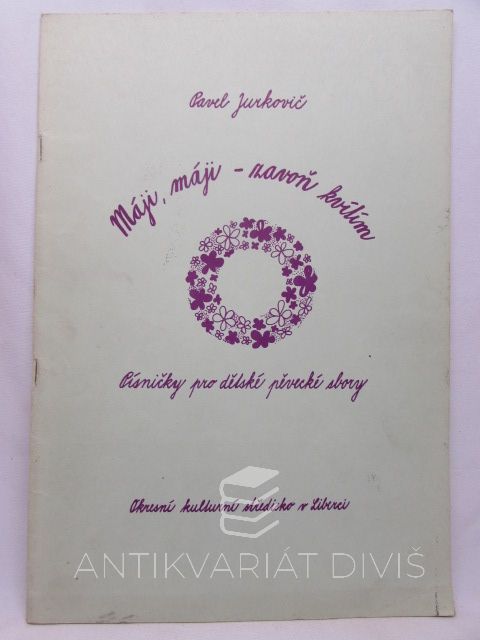 Pavel Jurkovič
Máji, máji - zavoň kvítím
Písničky pro dětské pěvecké sbory
Okresní kulturní středisko v Liberci
ANTIKVARIÁT DIVIŠ